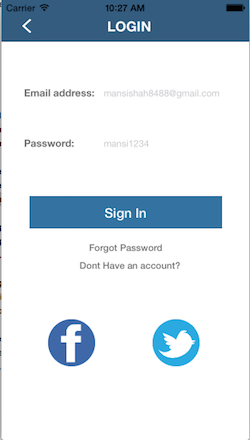 Carrier 10:27 AM
LOGIN
Email address: mansishah8488@gmail.com
Password: mansi1234
Sign In
Forgot Password
Dont Have an account?
f